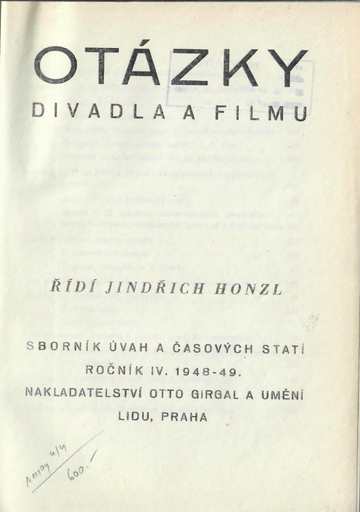 OTÁZKY
DIVADLA A FILMU
ŘÍDÍ JINDŘICH HONZL
SBORNÍK ÚVAH A ČASOVÝCH STATÍ
ROČNÍK IV. 1948-49.
NAKLADATELSTVÍ OTTO GIRGAL A UMĚNÍ
LIDU, PRAHA
600.-